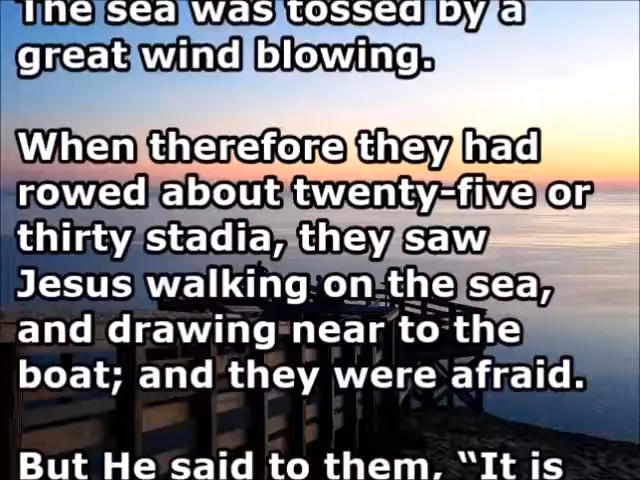 The sea was tossed by a
great wind blowing.
When therefore they had
rowed about twenty-five or
thirty stadia, they saw
Jesus walking on the sea,
and drawing near to the
boat; and they were afraid.
But He said to them, “It is